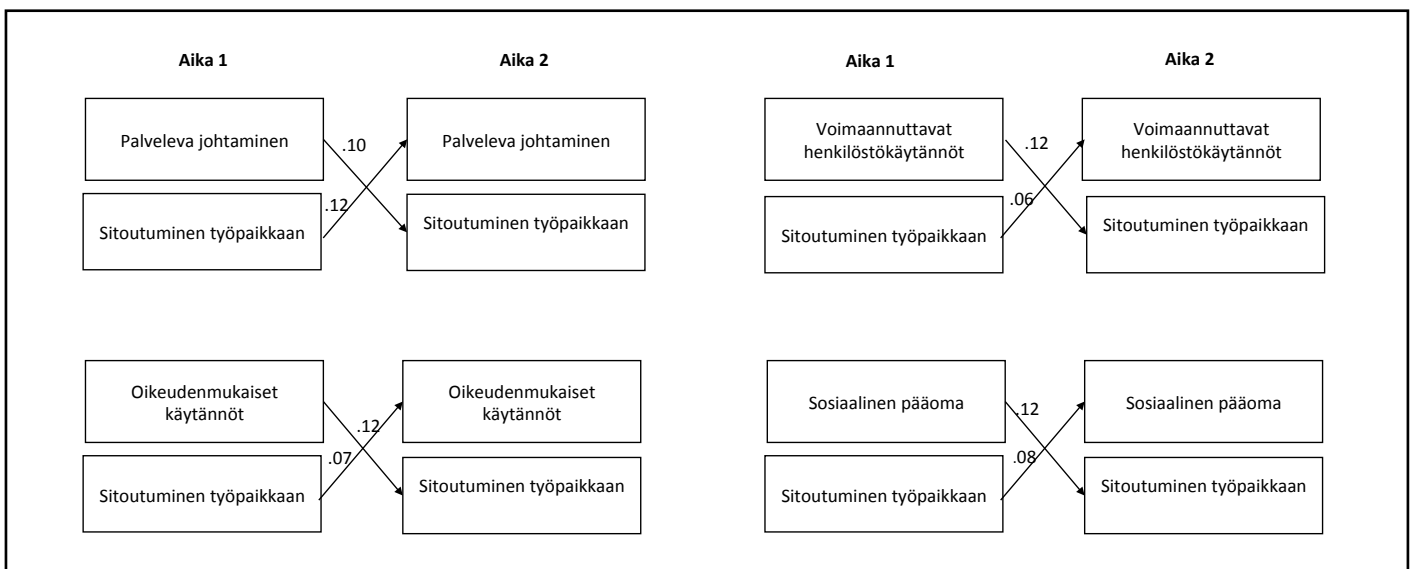 Aika 1
Aika 2
Palveleva johtaminen
.10
Palveleva johtaminen
Sitoutuminen työpaikkaan
.12
Sitoutuminen työpaikkaan
Aika 1
Aika 2
Voimaannuttavat
henkilöstökäytännöt
.12
Voimaannuttavat
henkilöstökäytännöt
Sitoutuminen työpaikkaan
.06
Sitoutuminen työpaikkaan
Oikeudenmukaiset
käytännöt
.12
Oikeudenmukaiset
käytännöt
Sitoutuminen työpaikkaan
.07
Sitoutuminen työpaikkaan
Sosiaalinen pääoma
.12
Sosiaalinen pääoma
Sitoutuminen työpaikkaan
.08
Sitoutuminen työpaikkaan